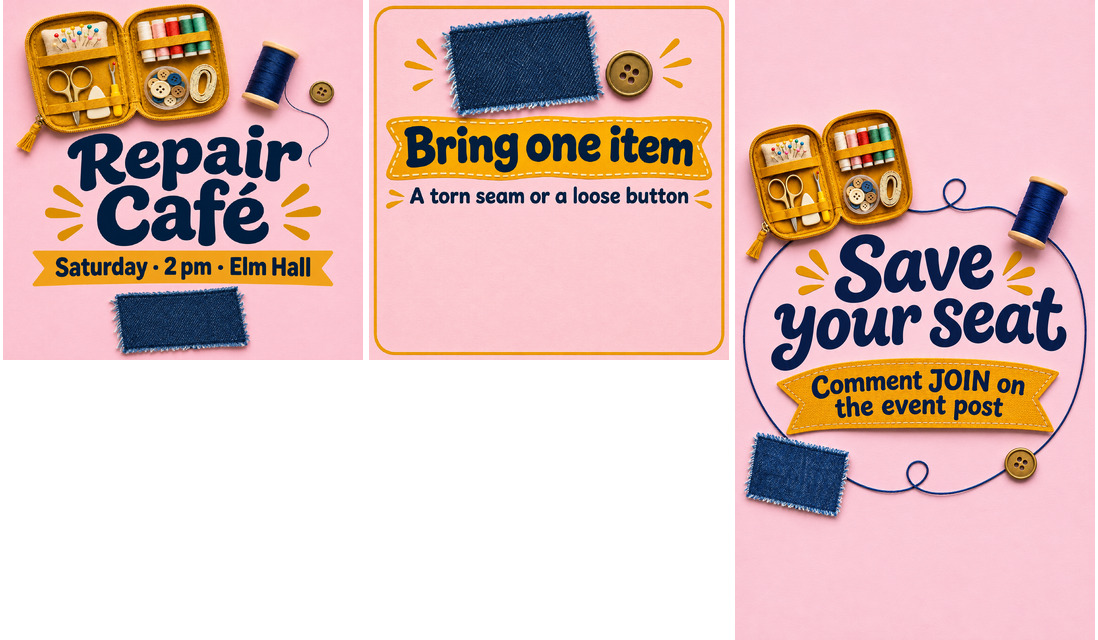 Repair
Café
Saturday · 2 pm · Elm Hall
Bring one item
A torn seam or a loose button
Save
your seat
Comment JOIN on
the event post